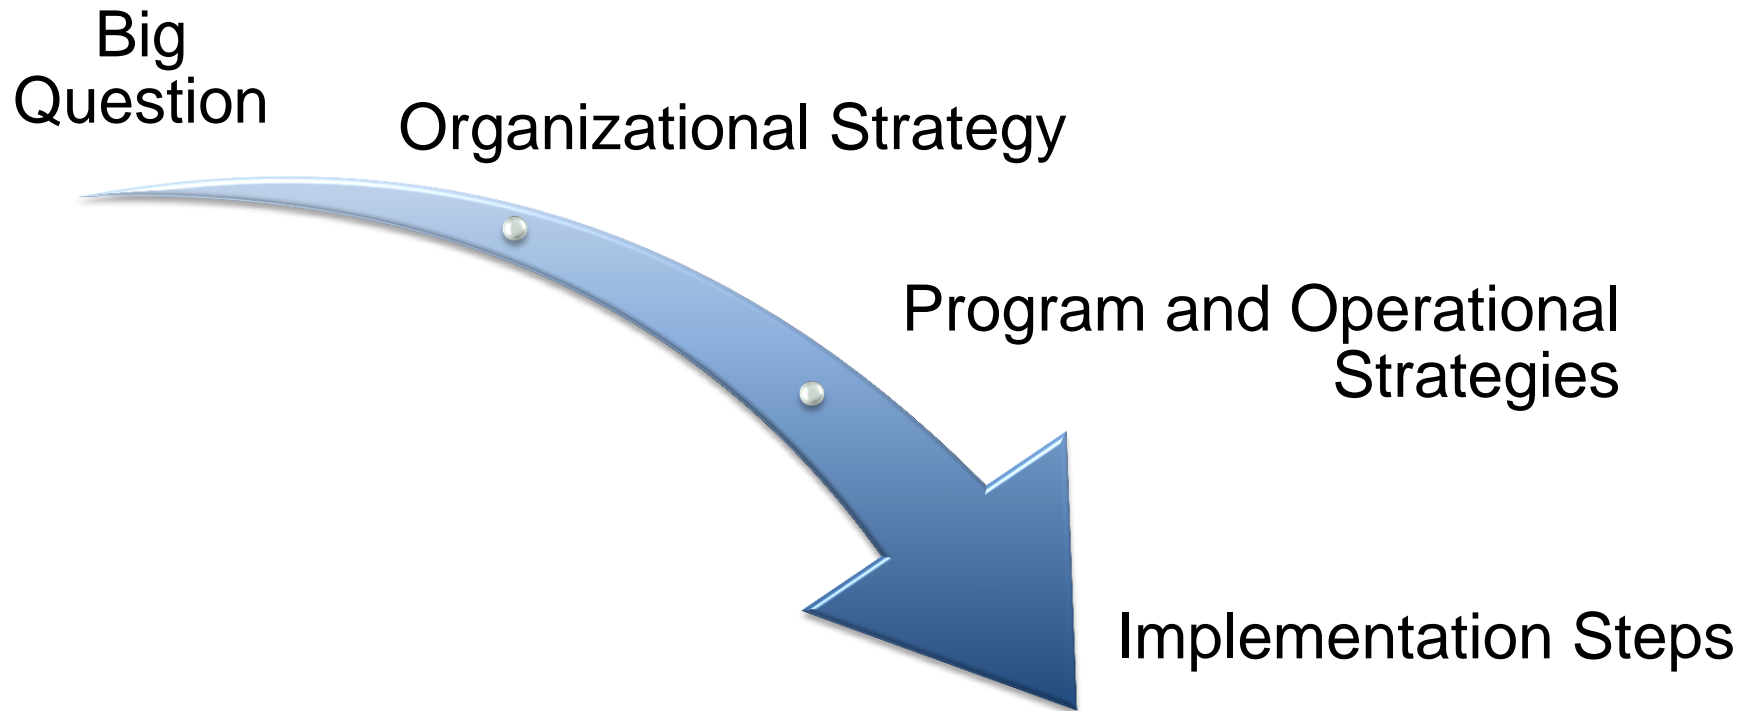 Big
Question
Organizational Strategy
Program and Operational
Strategies
Implementation Steps